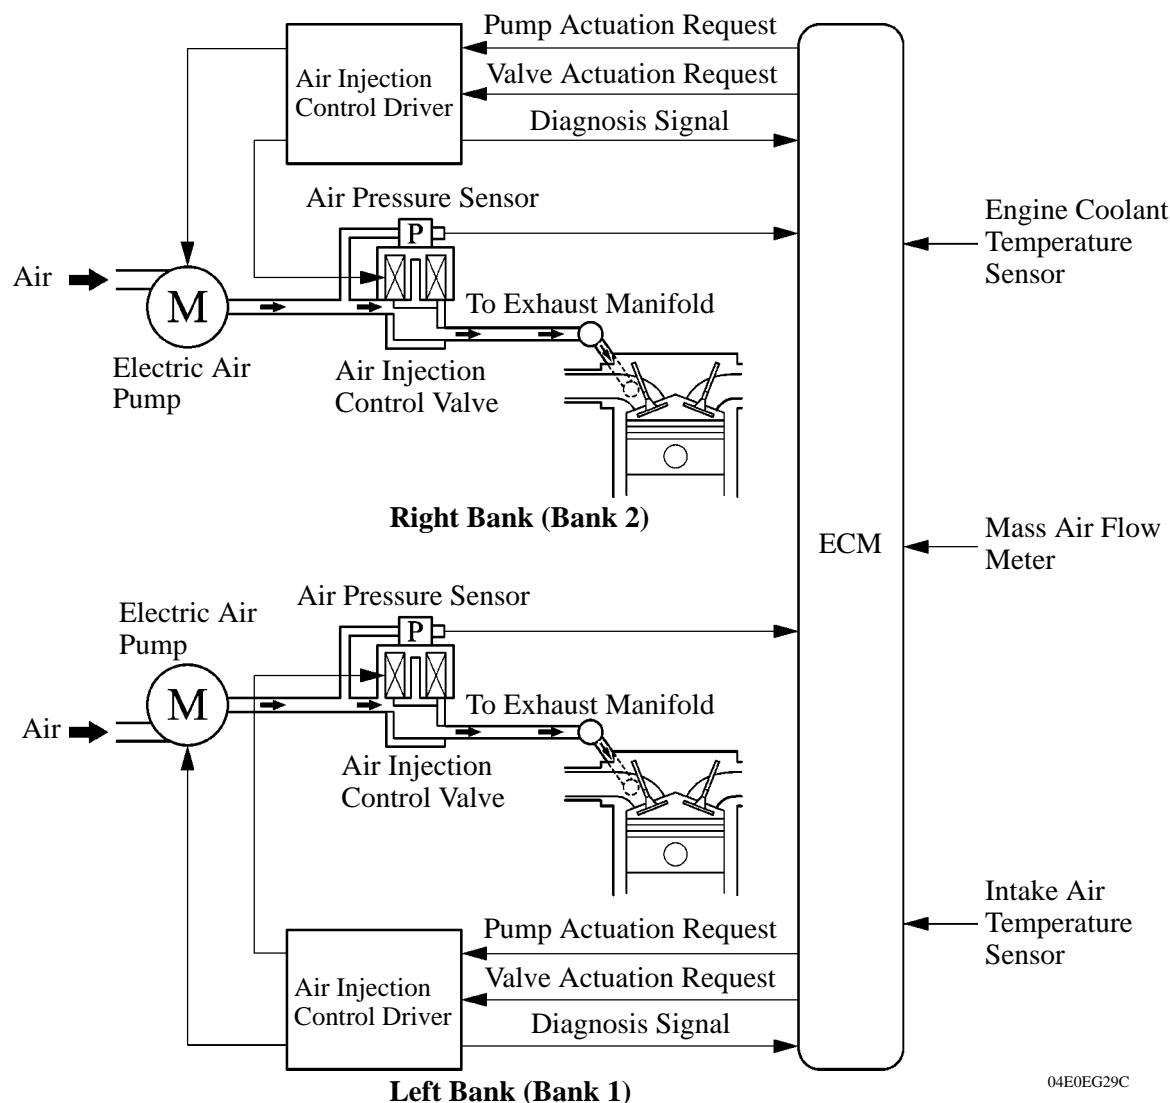 Pump Actuation Request
Valve Actuation Request
Diagnosis Signal
Air Injection
Control Driver
Air Pressure Sensor
P
Air
M
To Exhaust Manifold
Electric Air
Pump
Air Injection
Control Valve
Right Bank (Bank 2)
Engine Coolant
Temperature
Sensor
ECM
Mass Air Flow
Meter
Electric Air
Pump
Air Pressure Sensor
P
M
Air
To Exhaust Manifold
Air Injection
Control Valve
Intake Air
Temperature
Sensor
Pump Actuation Request
Valve Actuation Request
Diagnosis Signal
Air Injection
Control Driver
Left Bank (Bank 1)
04E0EG29C